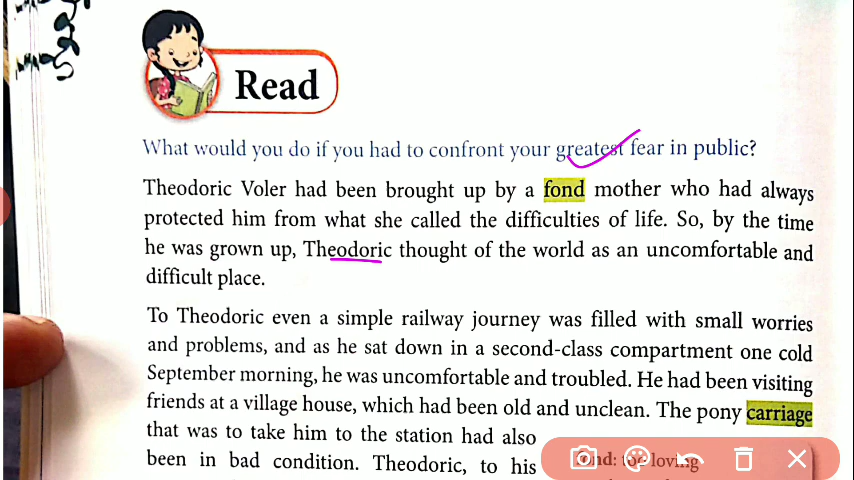 Read
What would you do if you had to confront your greatest fear in public?
Theodoric Voler had been brought up by a fond mother who had always
protected him from what she called the difficulties of life. So, by the time
he was grown up, Theodoric thought of the world as an uncomfortable and
difficult place.
To Theodoric even a simple railway journey was filled with small worries
and problems, and as he sat down in a second-class compartment one cold
September morning, he was uncomfortable and troubled. He had been visiting
friends at a village house, which had been old and unclean. The pony carriage
that was to take him to the station had also
been in bad condition. Theodoric, to his
fond: too loving